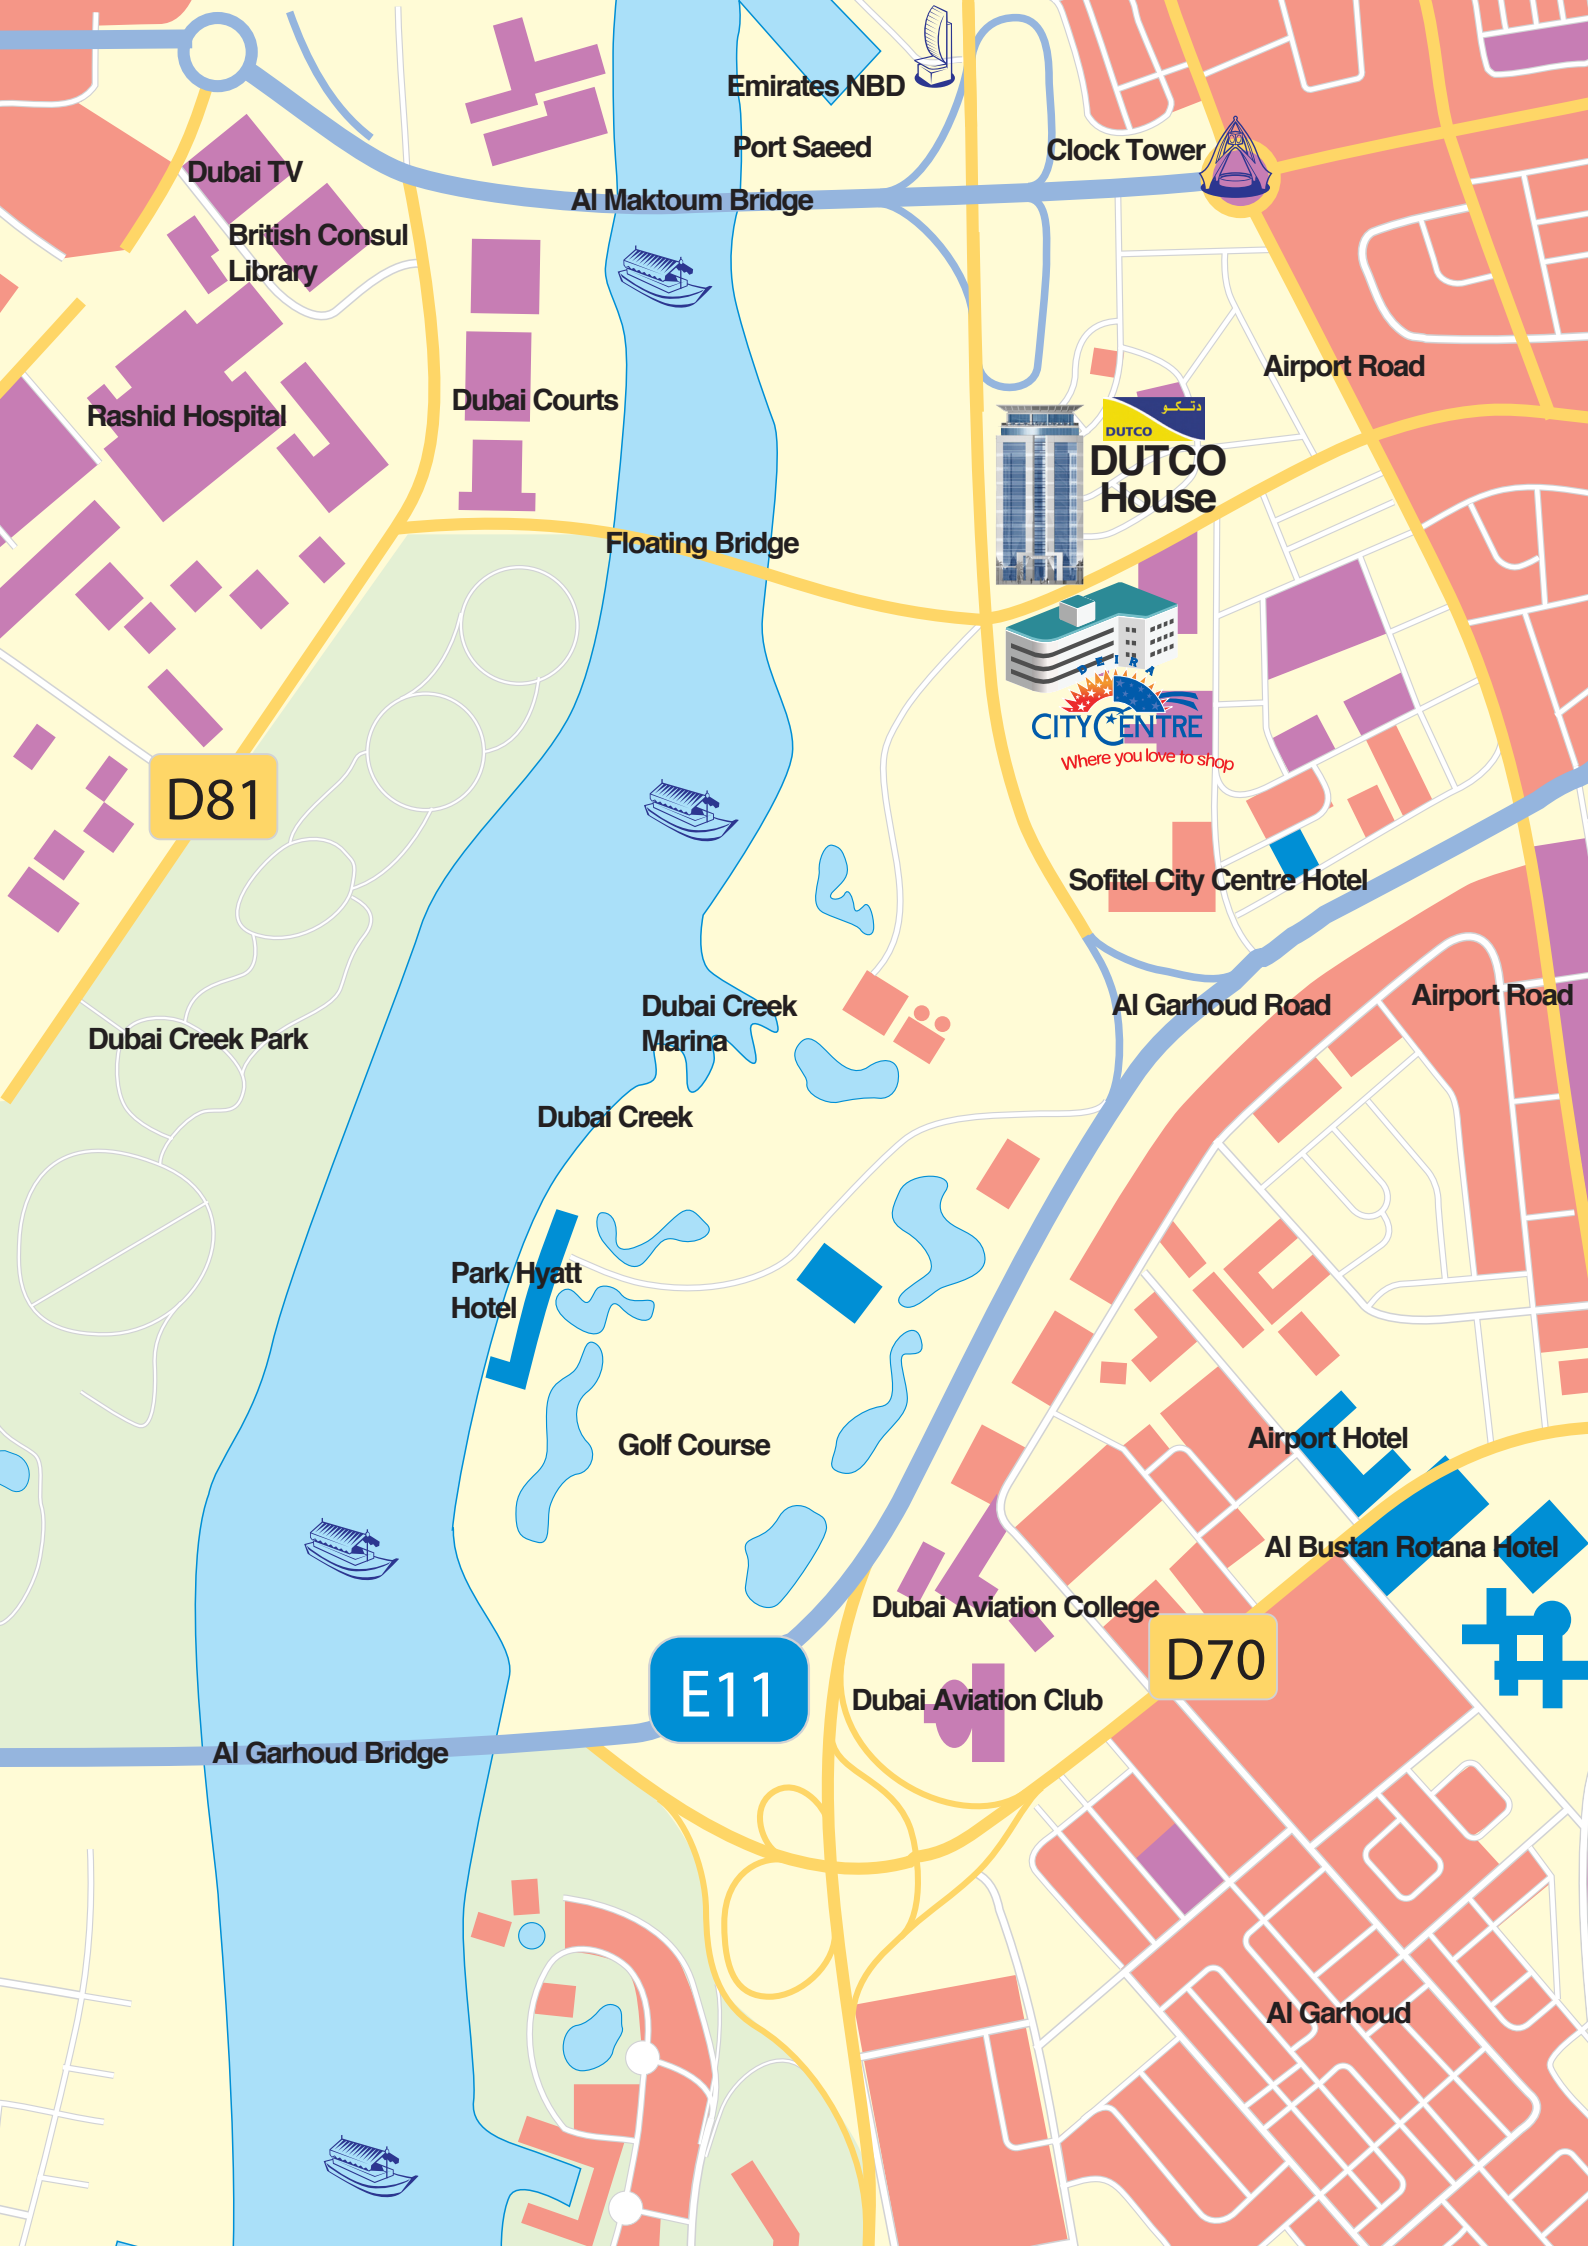 Emirates NBD
Port Saeed
Clock Tower
Dubai TV
Al Maktoum Bridge
British Consul
Library
Airport Road
Dubai Courts
Rashid Hospital
دتـكـو
DUTCO
DUTCO
House
Floating Bridge
DEIRA
CITY CENTRE
Where you love to shop
D81
Sofitel City Centre Hotel
Airport Road
Al Garhoud Road
Dubai Creek
Marina
Dubai Creek Park
Dubai Creek
Park Hyatt
Hotel
Golf Course
Airport Hotel
Al Bustan Rotana Hotel
Dubai Aviation College
D70
E11
Dubai Aviation Club
Al Garhoud Bridge
Al Garhoud